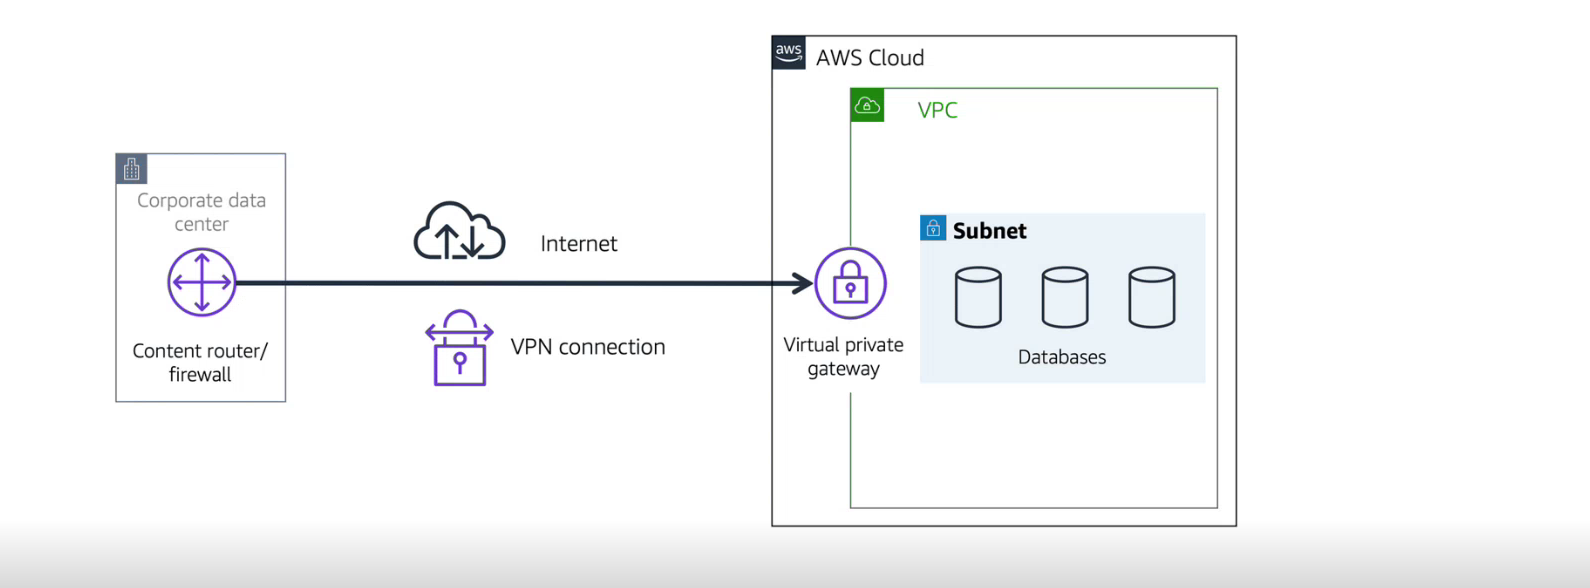 aws
AWS Cloud
VPC
Corporate data
center
Internet
Subnet
Content router/
firewall
VPN connection
Virtual private
gateway
Databases